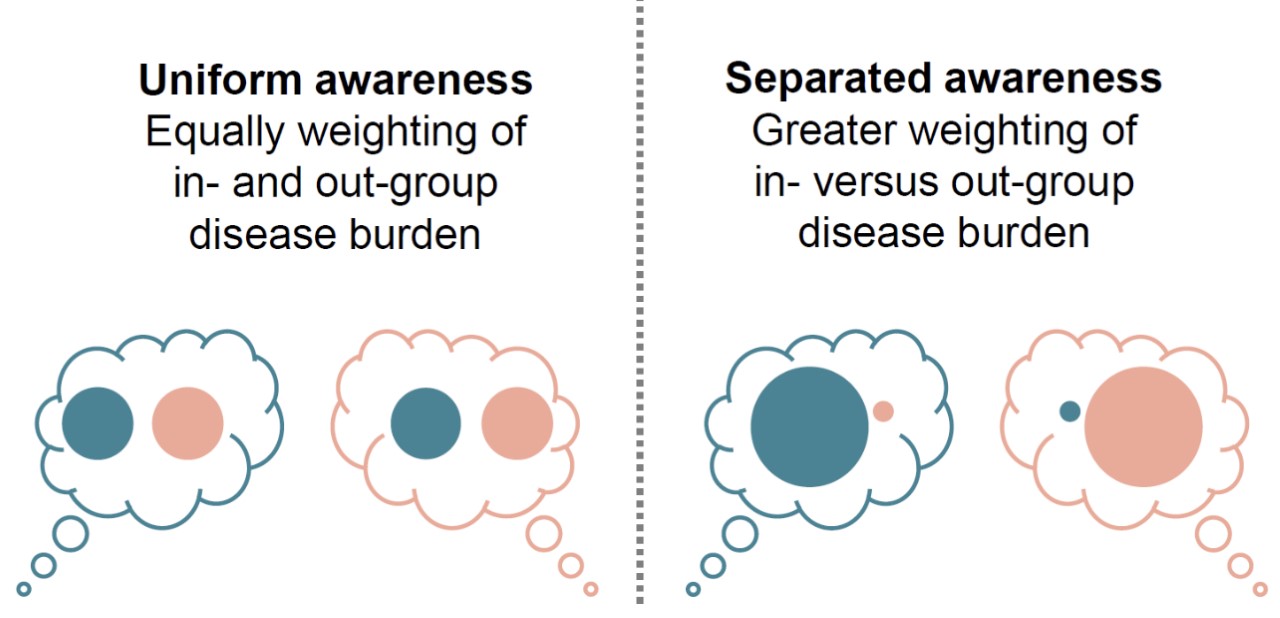 Uniform awareness
Equally weighting of
in- and out-group
disease burden
Separated awareness
Greater weighting of
in- versus out-group
disease burden